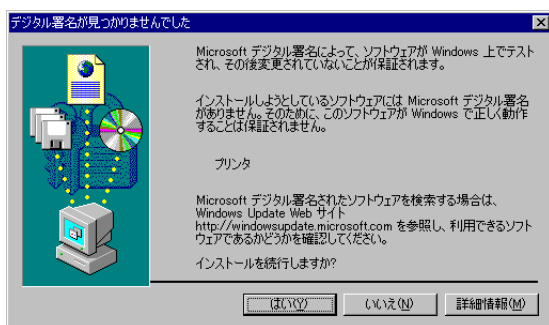 デジタル署名が見つかりませんでした
Microsoft デジタル署名によって、ソフトウェアが Windows 上でテスト
され、その後変更されていないことが保証されます。
インストールしようとしているソフトウェアには Microsoft デジタル署名
がありません。そのために、このソフトウェアが Windows で正しく動作
することは保証されません。
プリンタ
Microsoft デジタル署名されたソフトウェアを検索する場合は、
Windows Update Web サイト
http://windowsupdate.microsoft.com を参照し、利用できるソフト
ウェアであるかどうかを確認してください。
インストールを続行しますか?
はい(Y) いいえ(N) 詳細情報(M)